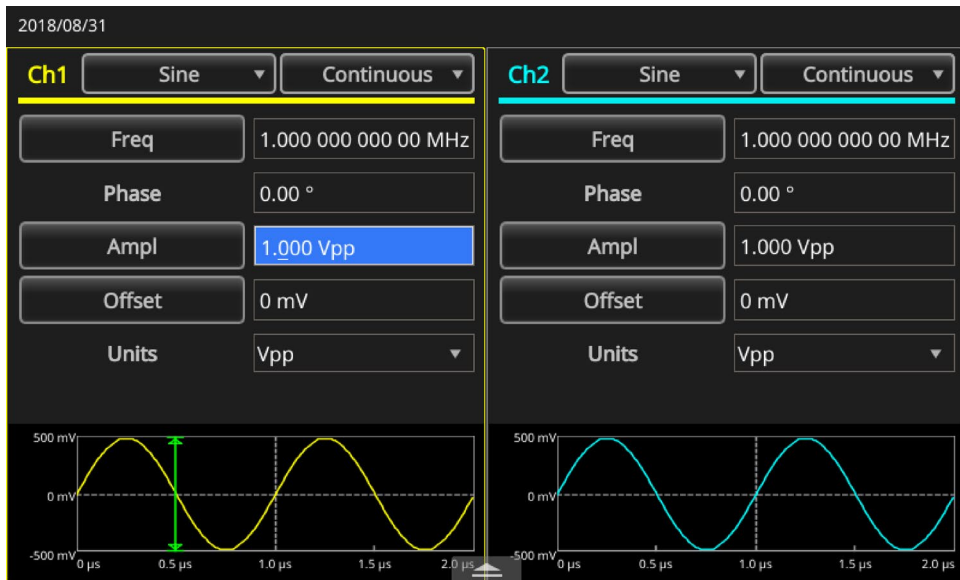 2018/08/31
Ch1 Sine Continuous
Freq 1.000 000 000 00 MHz
Phase 0.00 °
Ampl 1.000 Vpp
Offset 0 mV
Units Vpp
500 mV
0 mV
-500 mV
0 µs 0.5 µs 1.0 µs 1.5 µs 2.0 µs
Ch2 Sine Continuous
Freq 1.000 000 000 00 MHz
Phase 0.00 °
Ampl 1.000 Vpp
Offset 0 mV
Units Vpp
500 mV
0 mV
-500 mV
0 µs 0.5 µs 1.0 µs 1.5 µs 2.0 µs